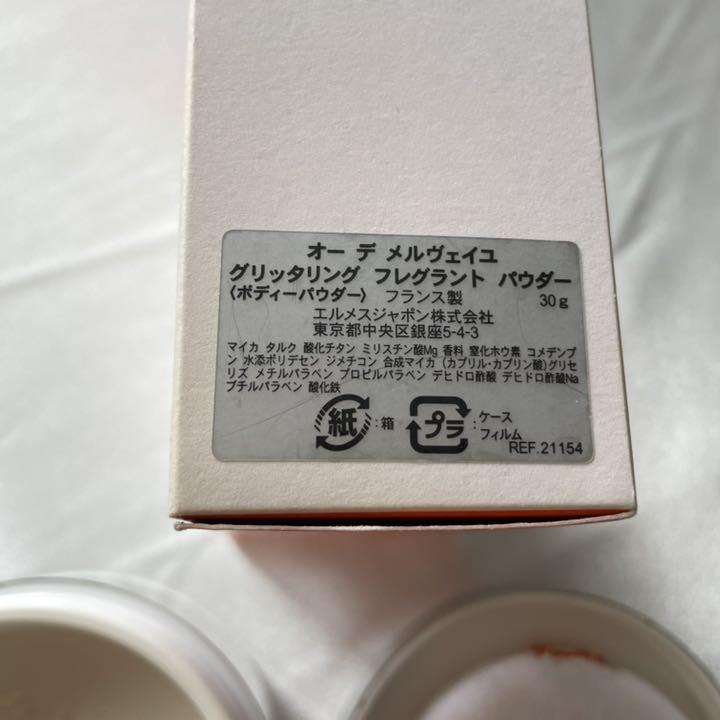 オー デ メルヴェイユ
グリッタリング フレグラント パウダー
〈ボディーパウダー〉 フランス製 30g
エルメスジャポン株式会社
東京都中央区銀座5-4-3
マイカ タルク 酸化チタン ミリスチン酸Mg 香料 窒化ホウ素 コメデンプ
ン 水添ポリデセン ジメチコン 合成マイカ (カプリル・カプリン酸)グリセ
リズ メチルパラベン プロピルパラベン デヒドロ酢酸 デヒドロ酢酸Na
ブチルパラベン 酸化鉄
紙 :箱 プラ :ケース
フィルム
REF.21154